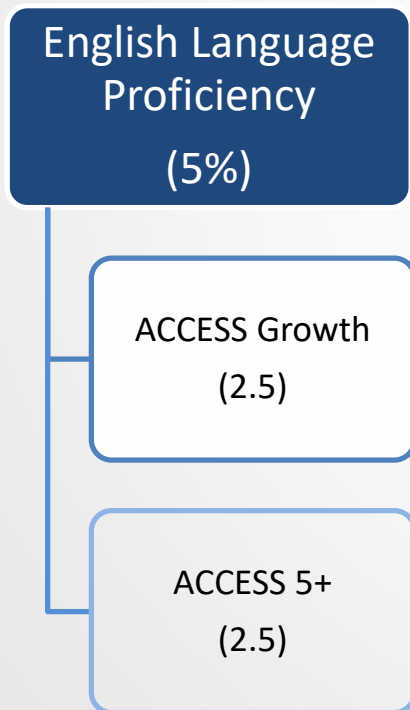 English Language
Proficiency
(5%)
ACCESS Growth
(2.5)
ACCESS 5+
(2.5)